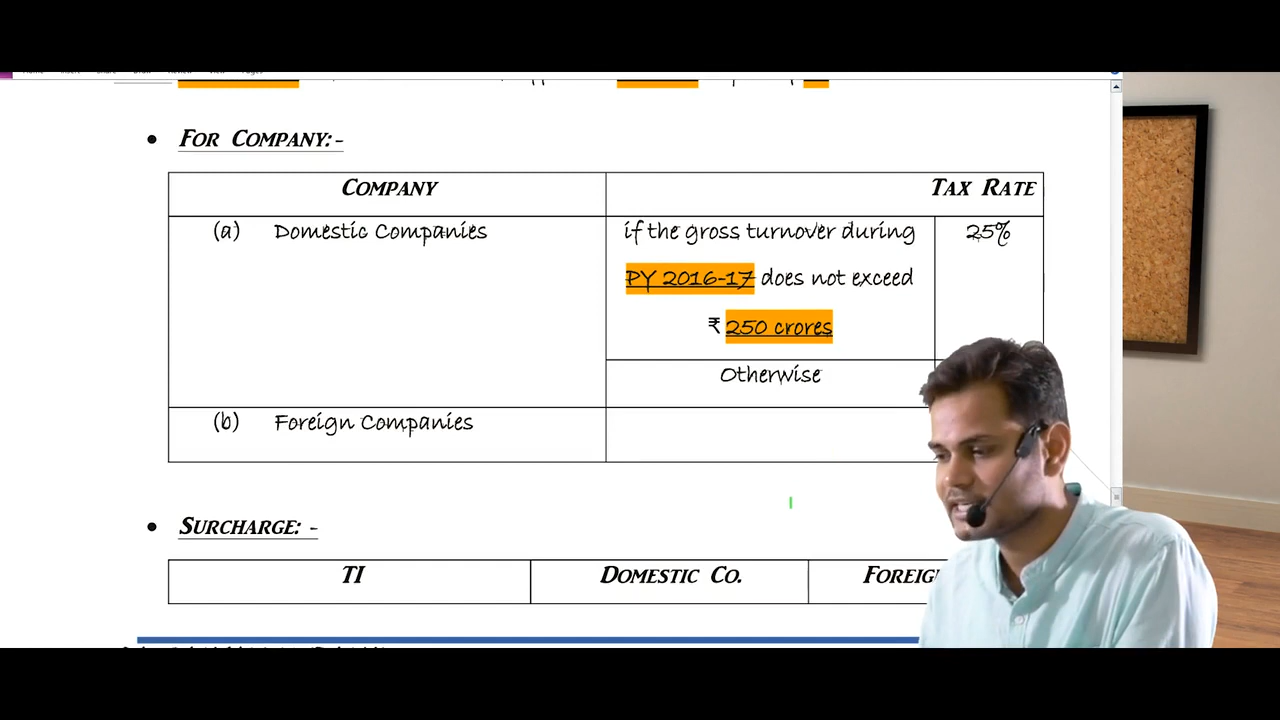 • FOR COMPANY:-
COMPANY TAX RATE
(a) Domestic Companies if the gross turnover during 25%
PY 2016-17 does not exceed
₹ 250 crores
Otherwise
(b) Foreign Companies
• SURCHARGE: -
TI DOMESTIC CO. FOREIG